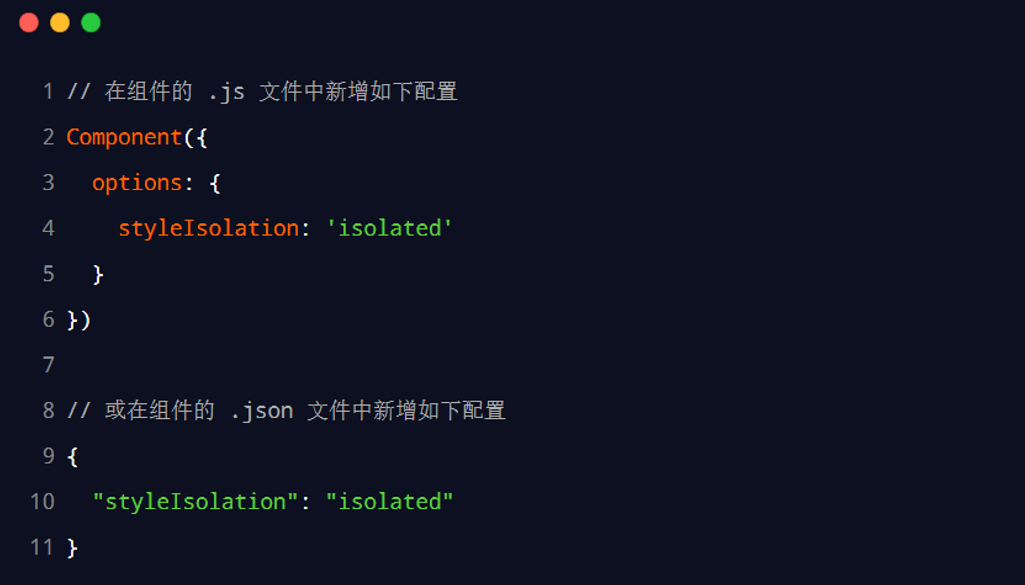 1 // 在组件的 .js 文件中新增如下配置
2 Component({
3   options: {
4     styleIsolation: 'isolated'
5   }
6 })
7
8 // 或在组件的 .json 文件中新增如下配置
9 {
10   "styleIsolation": "isolated"
11 }